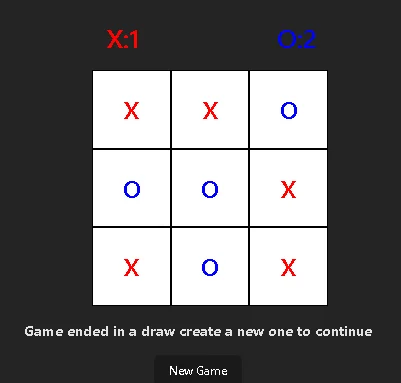 X:1 O:2
X X O
O O X
X O X
Game ended in a draw create a new one to continue
New Game